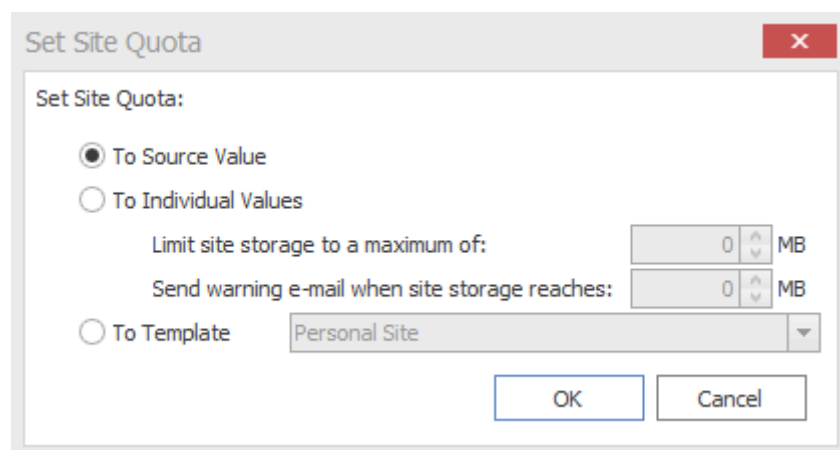 Set Site Quota
Set Site Quota:
To Source Value
To Individual Values
Limit site storage to a maximum of: 0 MB
Send warning e-mail when site storage reaches: 0 MB
To Template Personal Site
OK Cancel